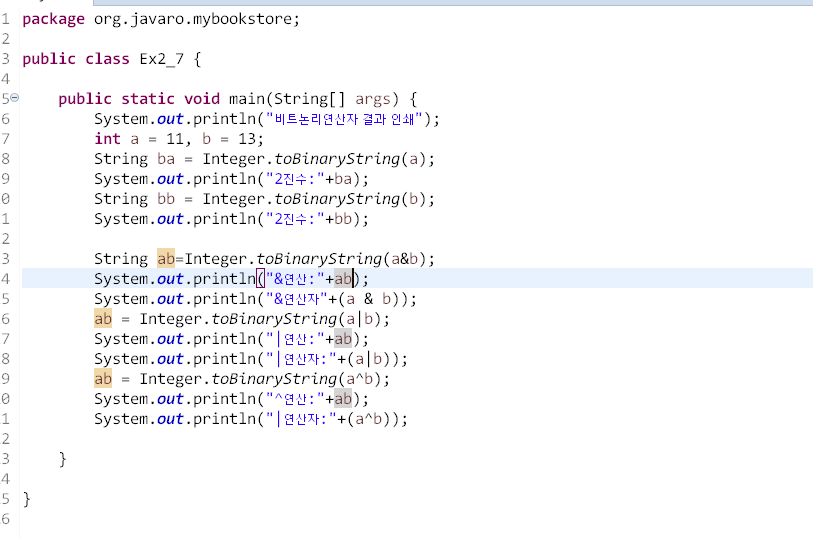 1 package org.javaro.mybookstore;
2
3 public class Ex2_7 {
4
5 public static void main(String[] args) {
6 System.out.println("비트논리연산자 결과 인쇄");
7 int a = 11, b = 13;
8 String ba = Integer.toBinaryString(a);
9 System.out.println("2진수:"+ba);
0 String bb = Integer.toBinaryString(b);
1 System.out.println("2진수:"+bb);
2
3 String ab=Integer.toBinaryString(a&b);
4 System.out.println("&연산:"+ab);
5 System.out.println("&연산자"+(a & b));
6 ab = Integer.toBinaryString(a|b);
7 System.out.println("|연산:"+ab);
8 System.out.println("|연산자:"+(a|b));
9 ab = Integer.toBinaryString(a^b);
0 System.out.println("^연산:"+ab);
1 System.out.println("|연산자:"+(a^b));
2
3 }
4
5 }
6